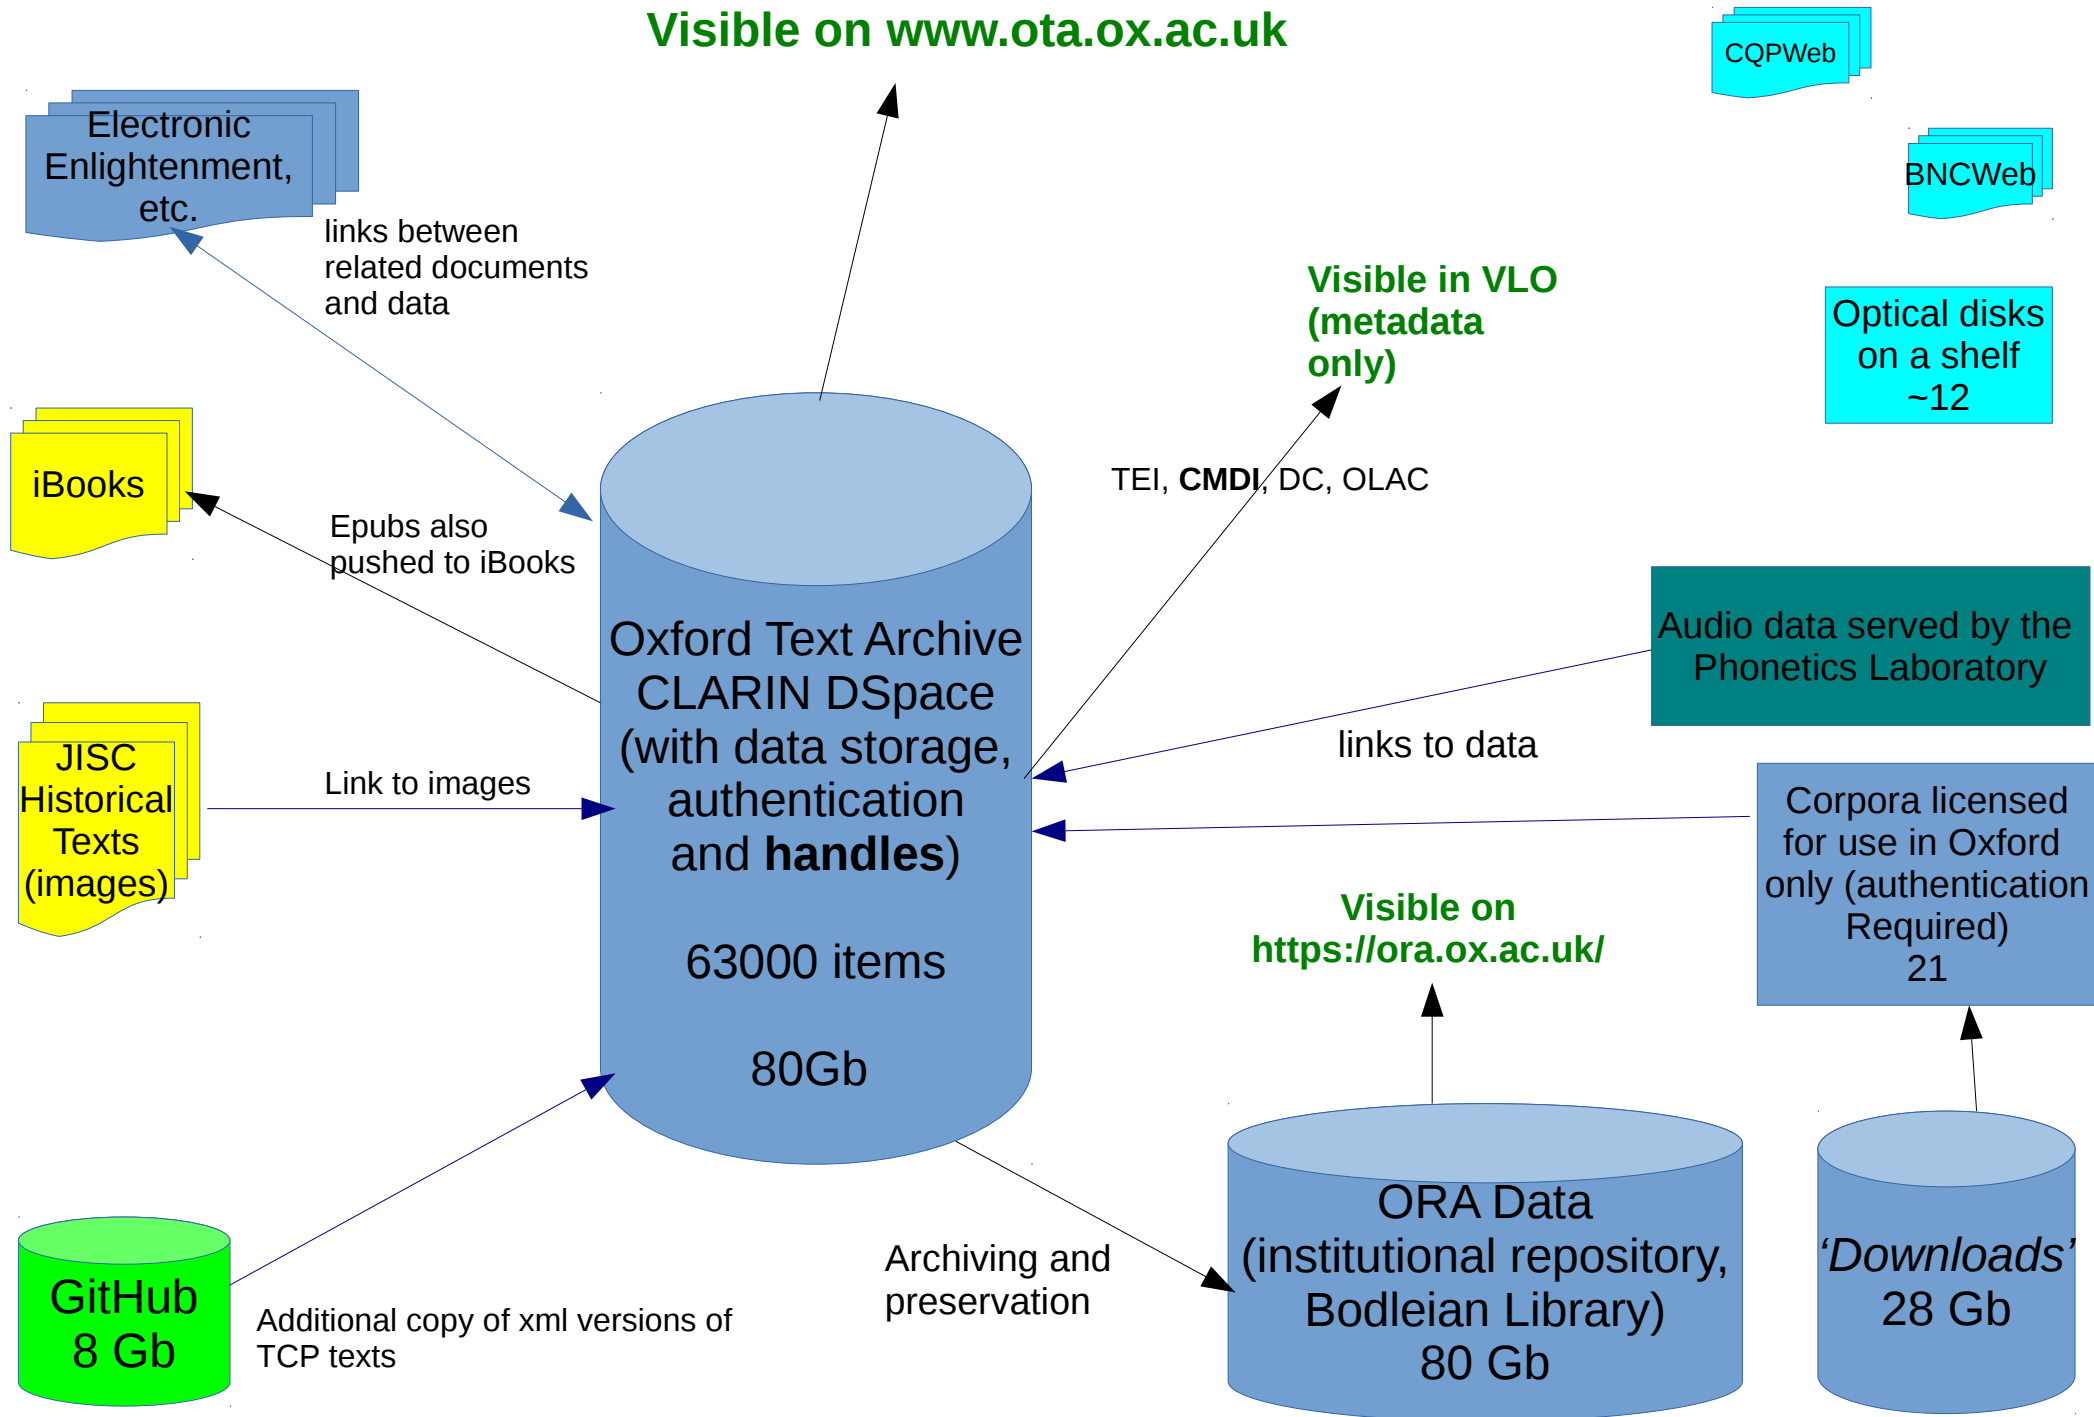 Visible on www.ota.ox.ac.uk
CQPWeb
Electronic
Enlightenment,
etc.
BNCWeb
links between
related documents
and data
Visible in VLO
(metadata
only)
Optical disks
on a shelf
~12
iBooks
TEI, CMDI, DC, OLAC
Epubs also
pushed to iBooks
Oxford Text Archive
CLARIN DSpace
(with data storage,
authentication
and handles)
63000 items
80Gb
Audio data served by the
Phonetics Laboratory
links to data
JISC
Historical
Texts
(images)
Link to images
Corpora licensed
for use in Oxford
only (authentication
Required)
21
Visible on
https://ora.ox.ac.uk/
GitHub
8 Gb
Additional copy of xml versions of
TCP texts
Archiving and
preservation
ORA Data
(institutional repository,
Bodleian Library)
80 Gb
‘Downloads’
28 Gb